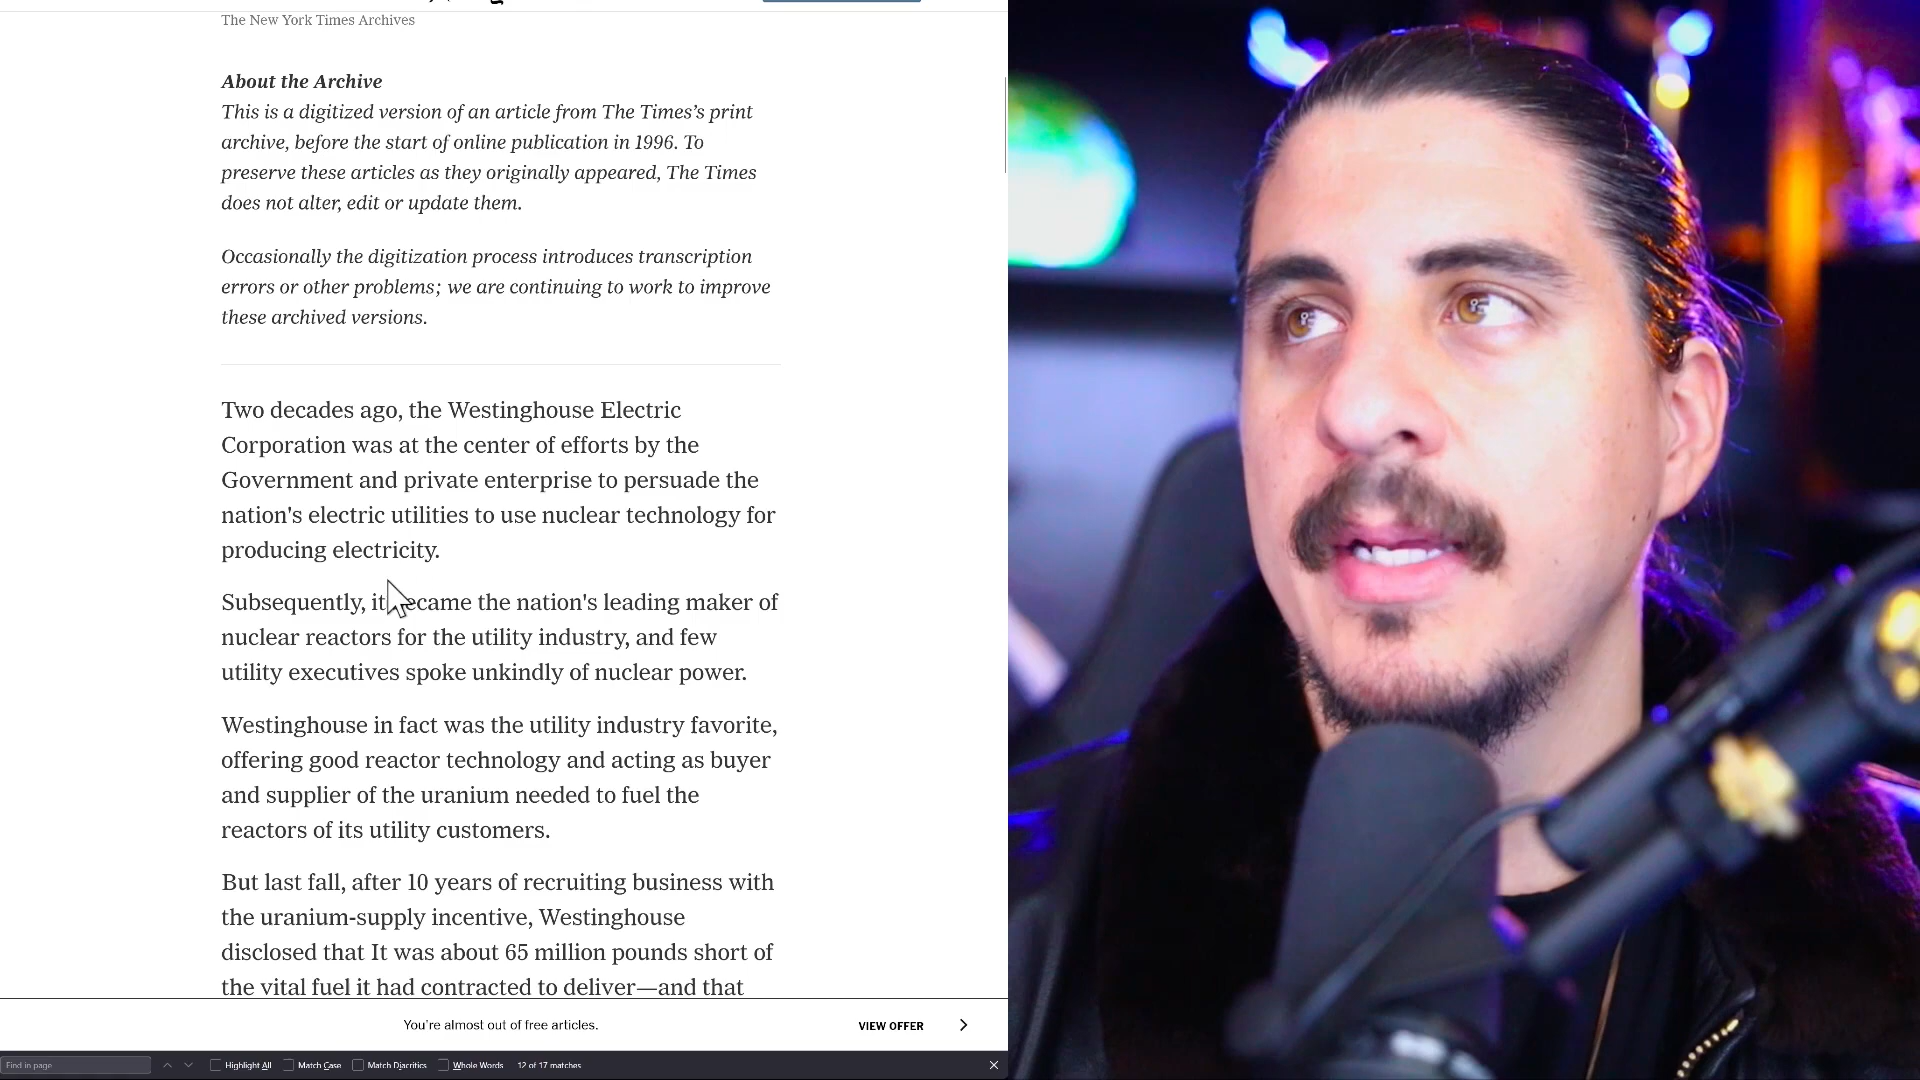 The New York Times Archives
About the Archive
This is a digitized version of an article from The Times’s print
archive, before the start of online publication in 1996. To
preserve these articles as they originally appeared, The Times
does not alter, edit or update them.
Occasionally the digitization process introduces transcription
errors or other problems; we are continuing to work to improve
these archived versions.
Two decades ago, the Westinghouse Electric
Corporation was at the center of efforts by the
Government and private enterprise to persuade the
nation's electric utilities to use nuclear technology for
producing electricity.
Subsequently, it became the nation's leading maker of
nuclear reactors for the utility industry, and few
utility executives spoke unkindly of nuclear power.
Westinghouse in fact was the utility industry favorite,
offering good reactor technology and acting as buyer
and supplier of the uranium needed to fuel the
reactors of its utility customers.
But last fall, after 10 years of recruiting business with
the uranium-supply incentive, Westinghouse
disclosed that It was about 65 million pounds short of
the vital fuel it had contracted to deliver—and that
You’re almost out of free articles.
VIEW OFFER
Find in page
Highlight All
Match Case
Match Diacritics
Whole Words
12 of 17 matches